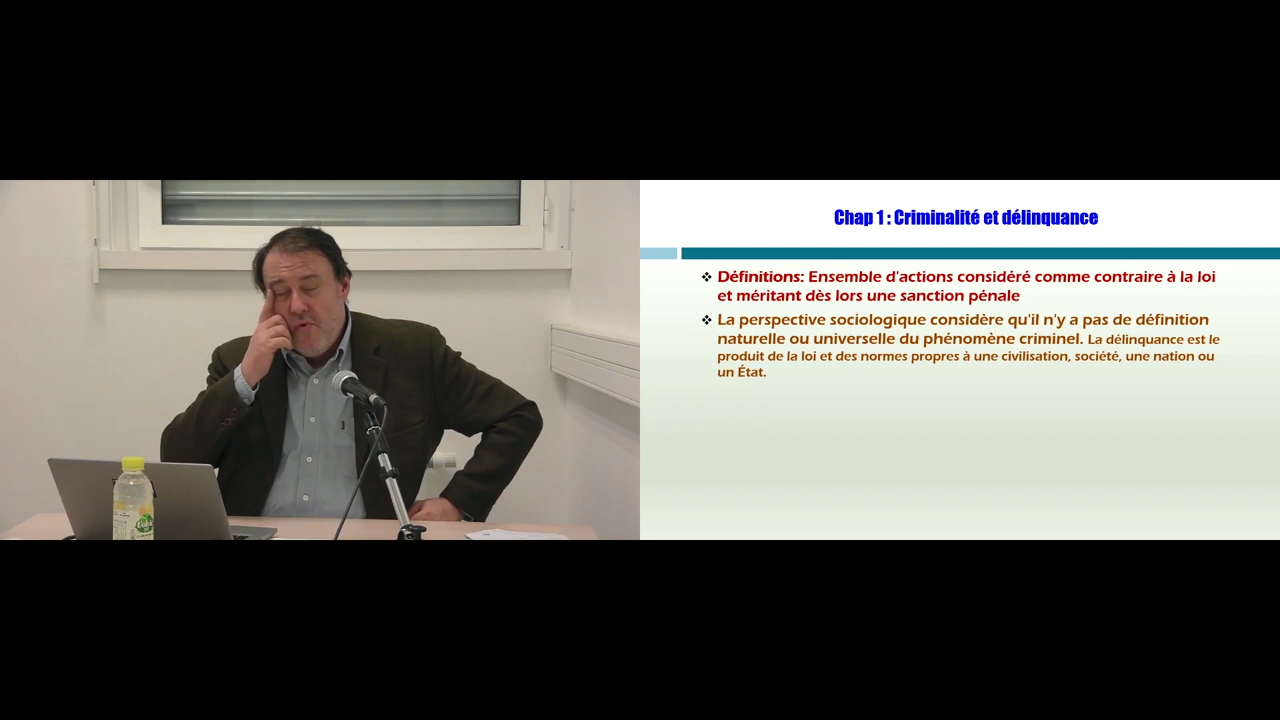 Chap 1 : Criminalité et délinquance
Définitions: Ensemble d'actions considéré comme contraire à la loi
et méritant dès lors une sanction pénale
La perspective sociologique considère qu'il n'y a pas de définition
naturelle ou universelle du phénomène criminel. La délinquance est le
produit de la loi et des normes propres à une civilisation, société, une nation ou
un État.